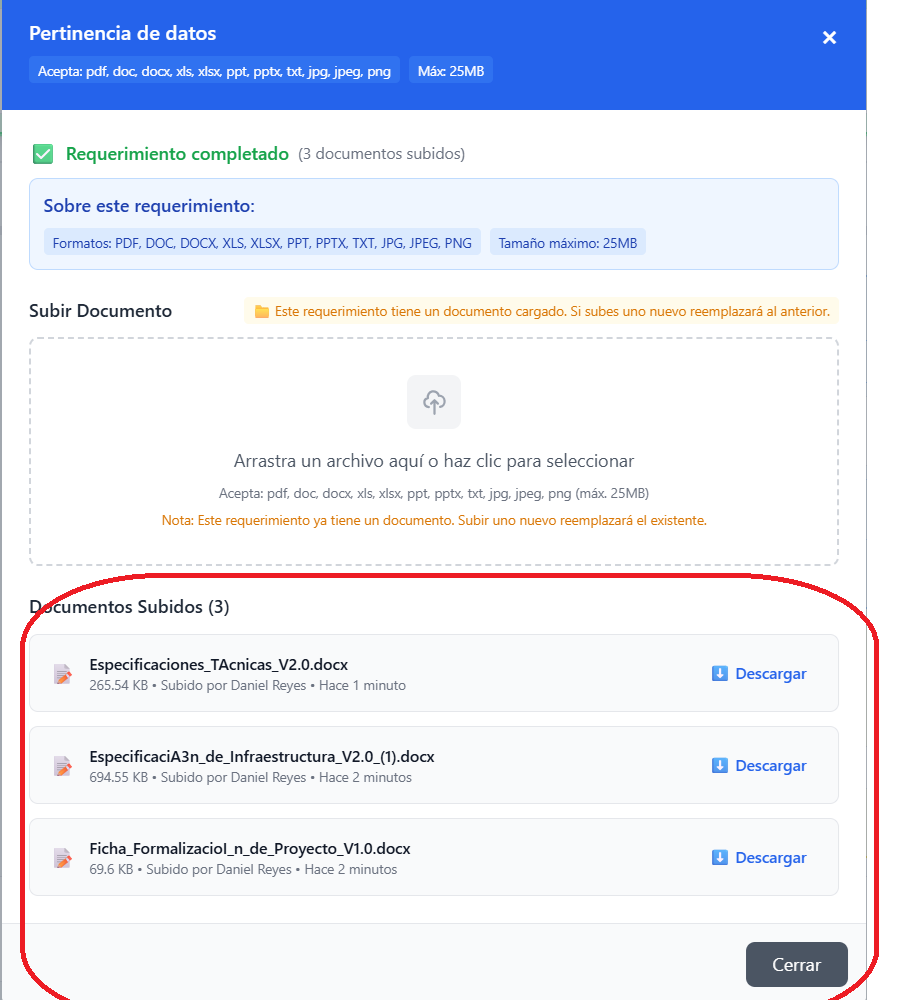 Pertinencia de datos
Acepta: pdf, doc, docx, xls, xlsx, ppt, pptx, txt, jpg, jpeg, png Máx: 25MB
Requerimiento completado (3 documentos subidos)
Sobre este requerimiento:
Formatos: PDF, DOC, DOCX, XLS, XLSX, PPT, PPTX, TXT, JPG, JPEG, PNG Tamaño máximo: 25MB
Subir Documento Este requerimiento tiene un documento cargado. Si subes uno nuevo reemplazará al anterior.
Arrastra un archivo aquí o haz clic para seleccionar
Acepta: pdf, doc, docx, xls, xlsx, ppt, pptx, txt, jpg, jpeg, png (máx. 25MB)
Nota: Este requerimiento ya tiene un documento. Subir uno nuevo reemplazará el existente.
Documentos Subidos (3)
Especificaciones_TAcnicas_V2.0.docx
265.54 KB • Subido por Daniel Reyes • Hace 1 minuto
Descargar
EspecificaciA3n_de_Infraestructura_V2.0_(1).docx
694.55 KB • Subido por Daniel Reyes • Hace 2 minutos
Descargar
Ficha_FormalizacioI_n_de_Proyecto_V1.0.docx
69.6 KB • Subido por Daniel Reyes • Hace 2 minutos
Descargar
Cerrar